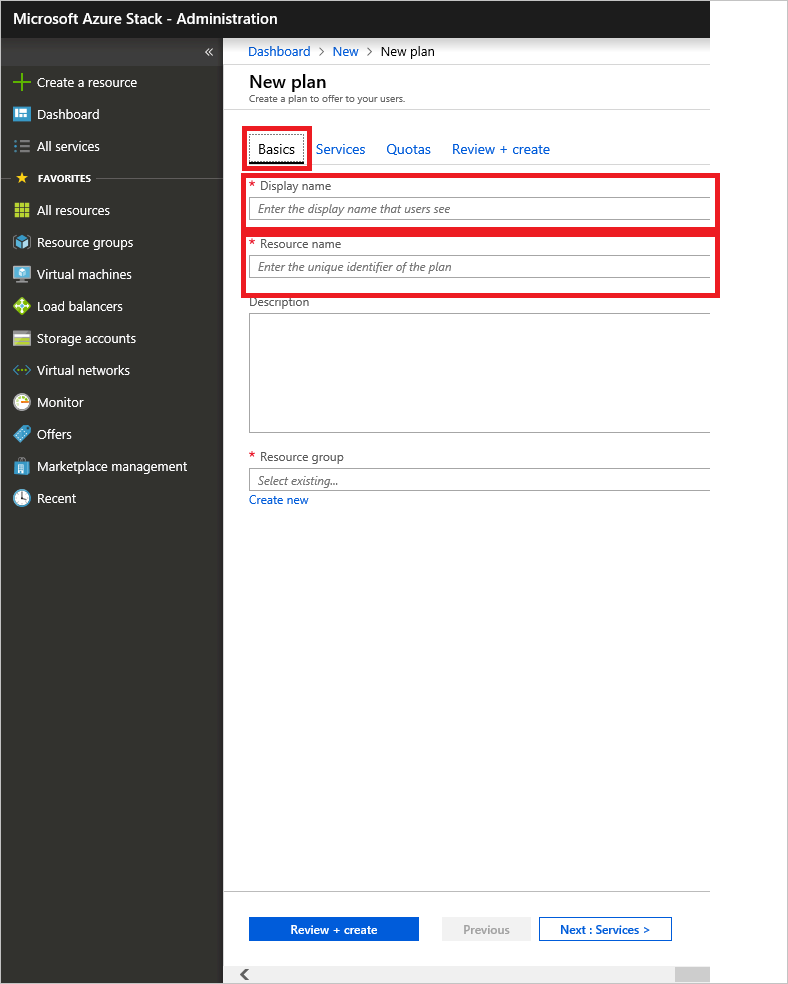 Microsoft Azure Stack - Administration
«
Create a resource
Dashboard
All services
FAVORITES
All resources
Resource groups
Virtual machines
Load balancers
Storage accounts
Virtual networks
Monitor
Offers
Marketplace management
Recent
Dashboard > New > New plan
New plan
Create a plan to offer to your users.
Basics Services Quotas Review + create
* Display name
Enter the display name that users see
* Resource name
Enter the unique identifier of the plan
Description
* Resource group
Select existing...
Create new
Review + create Previous Next : Services >